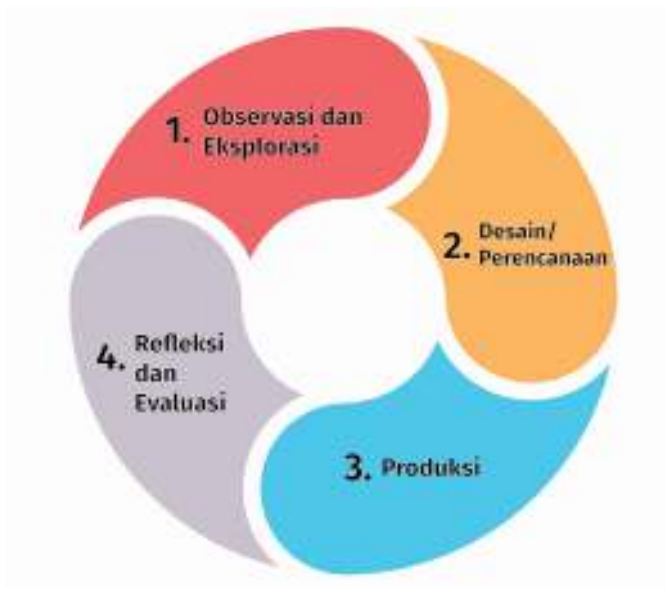 1. Observasi dan
Eksplorasi
2. Desain/
Perencanaan
3. Produksi
4. Refleksi
dan
Evaluasi